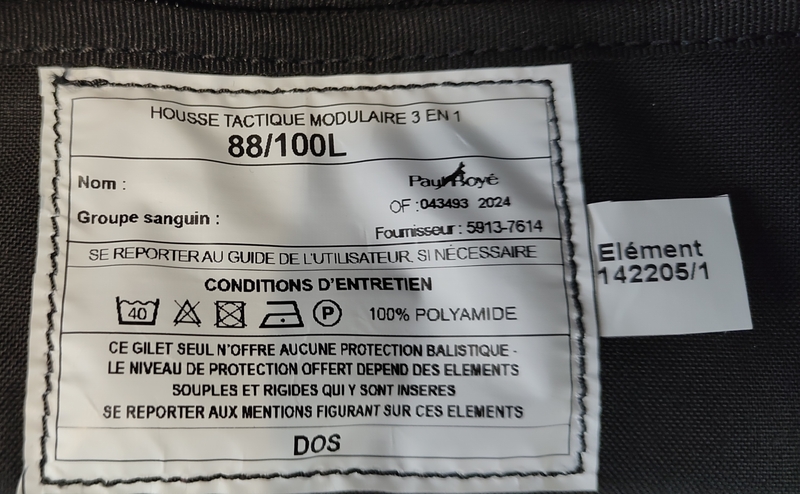 HOUSSE TACTIQUE MODULAIRE 3 EN 1
88/100L
Nom :
Paul Boyé
OF : 043493 2024
Groupe sanguin :
Fournisseur : 5913-7614
SE REPORTER AU GUIDE DE L'UTILISATEUR. SI NÉCESSAIRE
CONDITIONS D'ENTRETIEN
40 P 100% POLYAMIDE
CE GILET SEUL N'OFFRE AUCUNE PROTECTION BALISTIQUE -
LE NIVEAU DE PROTECTION OFFERT DEPEND DES ELEMENTS
SOUPLES ET RIGIDES QUI Y SONT INSERES
SE REPORTER AUX MENTIONS FIGURANT SUR CES ELEMENTS
DOS
Elément
142205/1